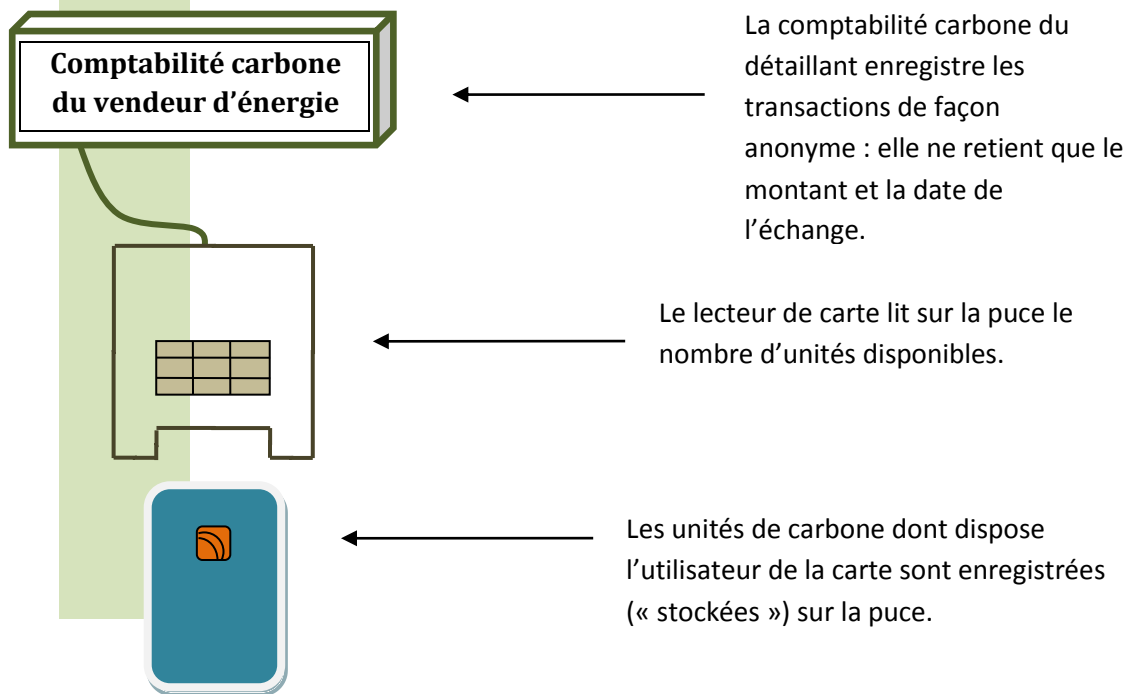 Comptabilité carbone
du vendeur d’énergie
La comptabilité carbone du
détaillant enregistre les
transactions de façon
anonyme : elle ne retient que le
montant et la date de
l’échange.
Le lecteur de carte lit sur la puce le
nombre d’unités disponibles.
Les unités de carbone dont dispose
l’utilisateur de la carte sont enregistrées
(« stockées ») sur la puce.